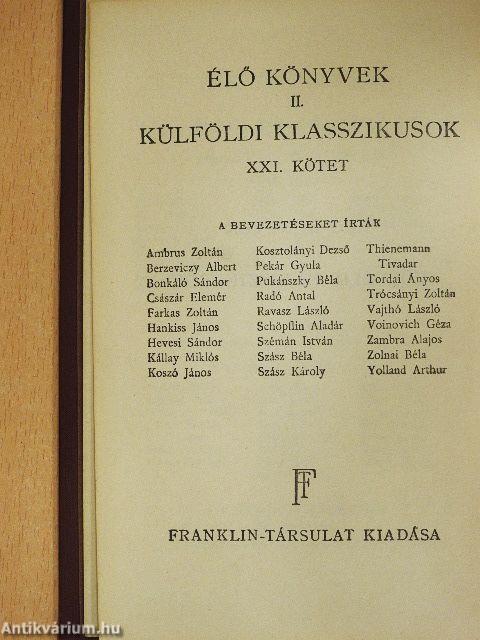 ÉLŐ KÖNYVEK
II.
KÜLFÖLDI KLASSZIKUSOK
XXI. KÖTET
A BEVEZETÉSEKET ÍRTÁK
Ambrus Zoltán
Berzeviczy Albert
Bonkáló Sándor
Császár Elemér
Farkas Zoltán
Hankiss János
Hevesi Sándor
Kállay Miklós
Koszó János
Kosztolányi Dezső
Pekár Gyula
Pukánszky Béla
Radó Antal
Ravasz László
Schöpflin Aladár
Szémán István
Szász Béla
Szász Károly
Thienemann
Tivadar
Tordai Ányos
Trócsányi Zoltán
Vajthó László
Voinovich Géza
Zambra Alajos
Zolnai Béla
Yolland Arthur
FT
FRANKLIN-TÁRSULAT KIADÁSA
Antikvárium.hu